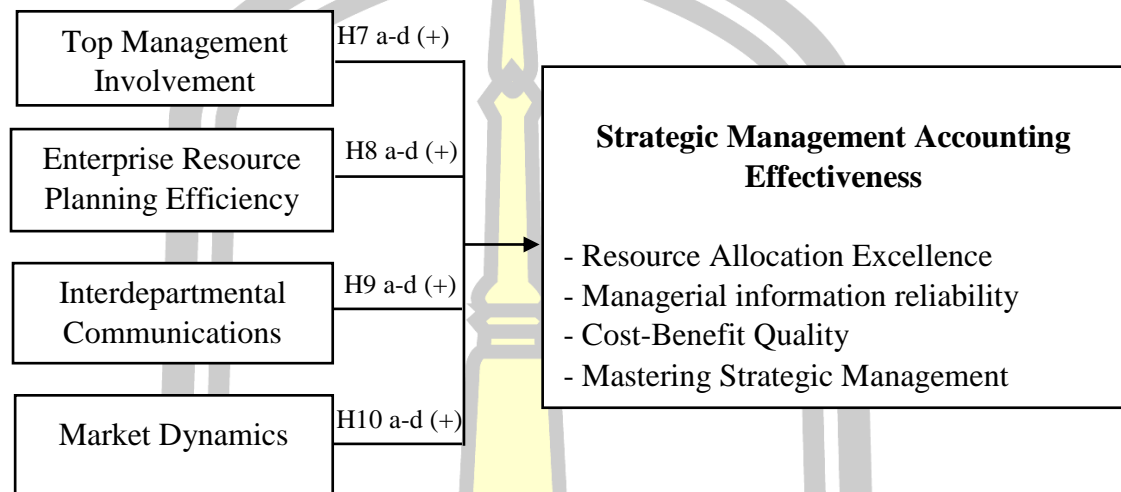 Top Management
Involvement
H7 a-d (+)
Enterprise Resource
Planning Efficiency
H8 a-d (+)
Interdepartmental
Communications
H9 a-d (+)
Market Dynamics
H10 a-d (+)
Strategic Management Accounting
Effectiveness
- Resource Allocation Excellence
- Managerial information reliability
- Cost-Benefit Quality
- Mastering Strategic Management